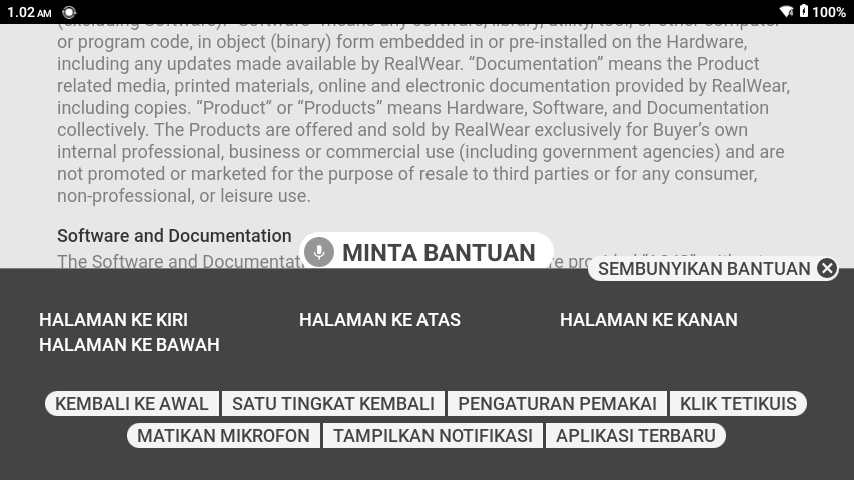 1.02 AM
100%
or program code, in object (binary) form embedded in or pre-installed on the Hardware,
including any updates made available by RealWear. “Documentation” means the Product
related media, printed materials, online and electronic documentation provided by RealWear,
including copies. “Product” or “Products” means Hardware, Software, and Documentation
collectively. The Products are offered and sold by RealWear exclusively for Buyer’s own
internal professional, business or commercial use (including government agencies) and are
not promoted or marketed for the purpose of resale to third parties or for any consumer,
non-professional, or leisure use.
Software and Documentation
MINTA BANTUAN
The Software and
SEMBUNYIKAN BANTUAN
HALAMAN KE KIRI
HALAMAN KE ATAS
HALAMAN KE KANAN
HALAMAN KE BAWAH
KEMBALI KE AWAL
SATU TINGKAT KEMBALI
PENGATURAN PEMAKAI
KLIK TETIKUIS
MATIKAN MIKROFON
TAMPILKAN NOTIFIKASI
APLIKASI TERBARU